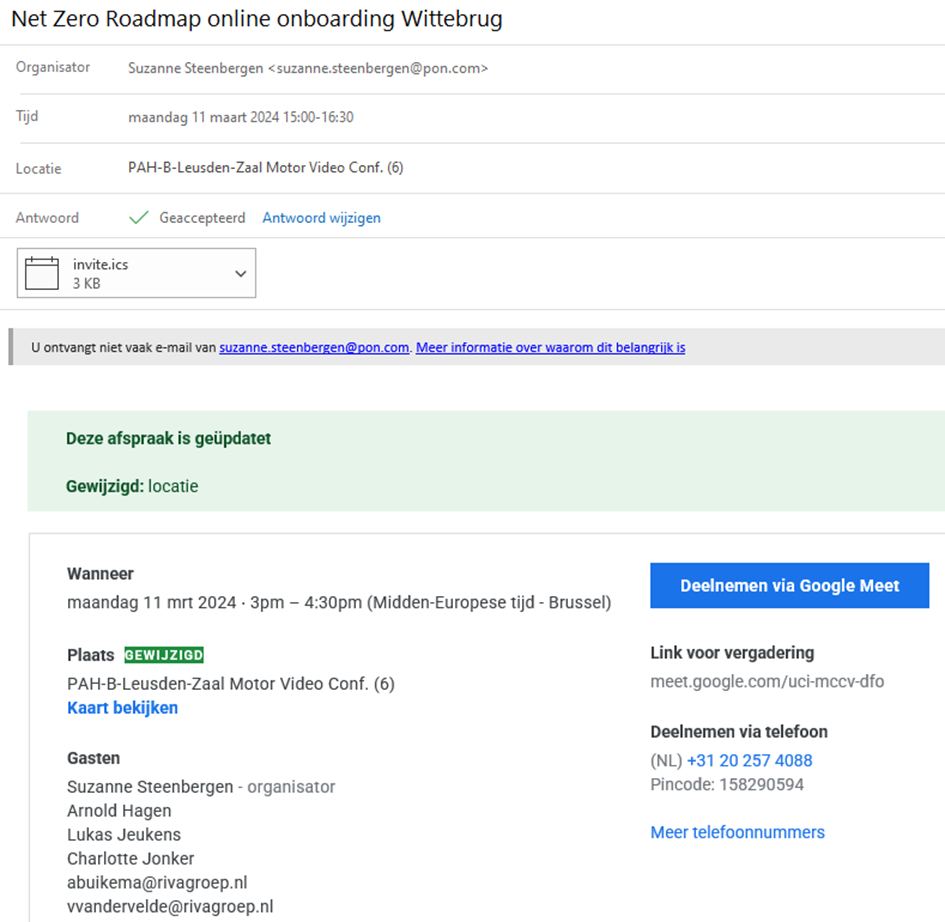 Net Zero Roadmap online onboarding Wittebrug
Organisator Suzanne Steenbergen <suzanne.steenbergen@pon.com>
Tijd maandag 11 maart 2024 15:00-16:30
Locatie PAH-B-Leusden-Zaal Motor Video Conf. (6)
Antwoord Geaccepteerd Antwoord wijzigen
invite.ics
3 KB
U ontvangt niet vaak e-mail van suzanne.steenbergen@pon.com. Meer informatie over waarom dit belangrijk is
Deze afspraak is geüpdatet
Gewijzigd: locatie
Wanneer
maandag 11 mrt 2024 · 3pm – 4:30pm (Midden-Europese tijd - Brussel)
Plaats GEWIJZIGD
PAH-B-Leusden-Zaal Motor Video Conf. (6)
Kaart bekijken
Gasten
Suzanne Steenbergen - organisator
Arnold Hagen
Lukas Jeukens
Charlotte Jonker
abuikema@rivagroep.nl
vvandervelde@rivagroep.nl
Deelnemen via Google Meet
Link voor vergadering
meet.google.com/uci-mccv-dfo
Deelnemen via telefoon
(NL) +31 20 257 4088
Pincode: 158290594
Meer telefoonnummers